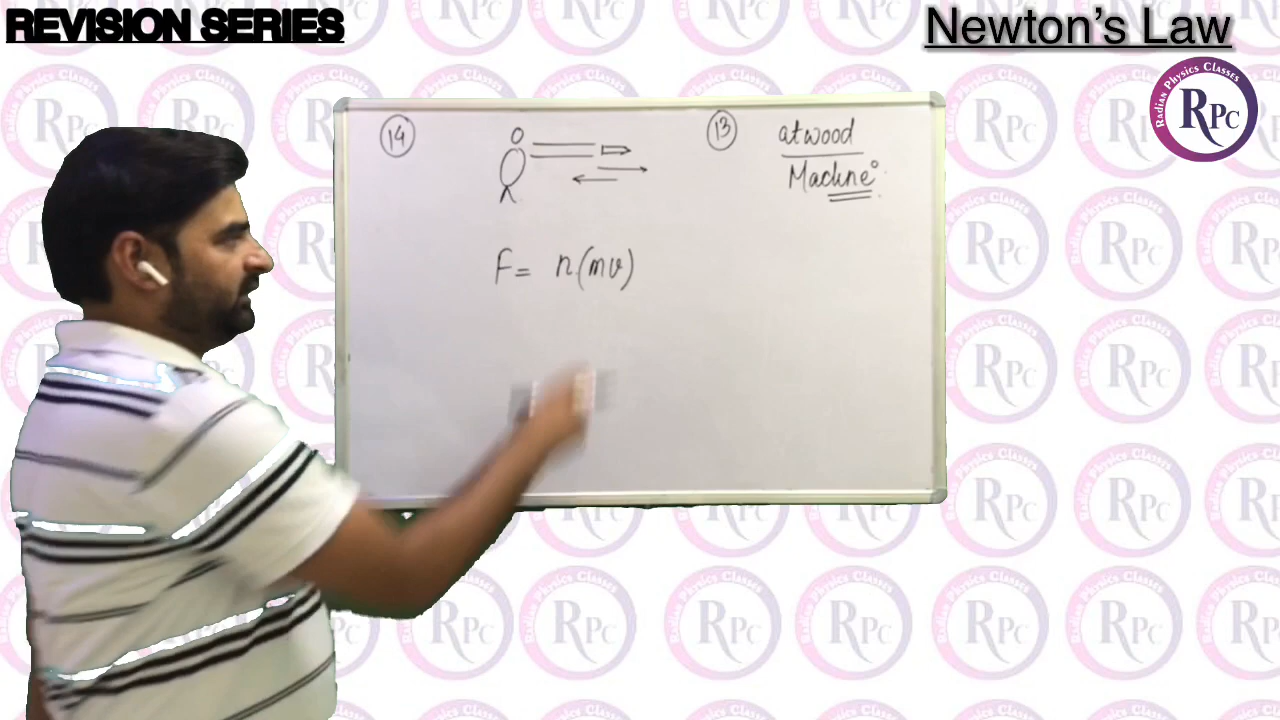 REVISION SERIES
Newton’s Law
Radian Physics Classes
RPC
14
F = n(mv)
13
atwood
Machine